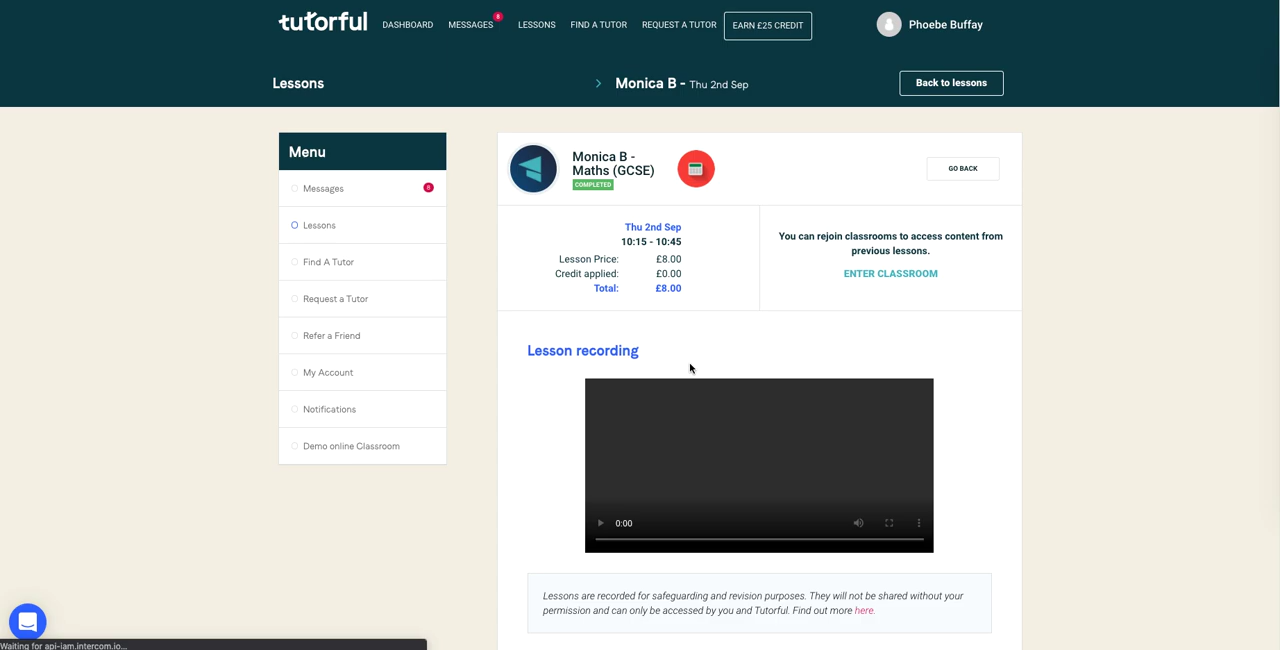 tutorful
DASHBOARD
MESSAGES
8
LESSONS
FIND A TUTOR
REQUEST A TUTOR
EARN £25 CREDIT
Phoebe Buffay
Lessons
Monica B - Thu 2nd Sep
Back to lessons
Menu
Messages
8
Lessons
Find A Tutor
Request a Tutor
Refer a Friend
My Account
Notifications
Demo online Classroom
Monica B -
Maths (GCSE)
COMPLETED
GO BACK
Thu 2nd Sep
10:15 - 10:45
Lesson Price: £8.00
Credit applied: £0.00
Total: £8.00
You can rejoin classrooms to access content from
previous lessons.
ENTER CLASSROOM
Lesson recording
0:00
Lessons are recorded for safeguarding and revision purposes. They will not be shared without your
permission and can only be accessed by you and Tutorful. Find out more here.
Waiting for api-iam.intercom.io...